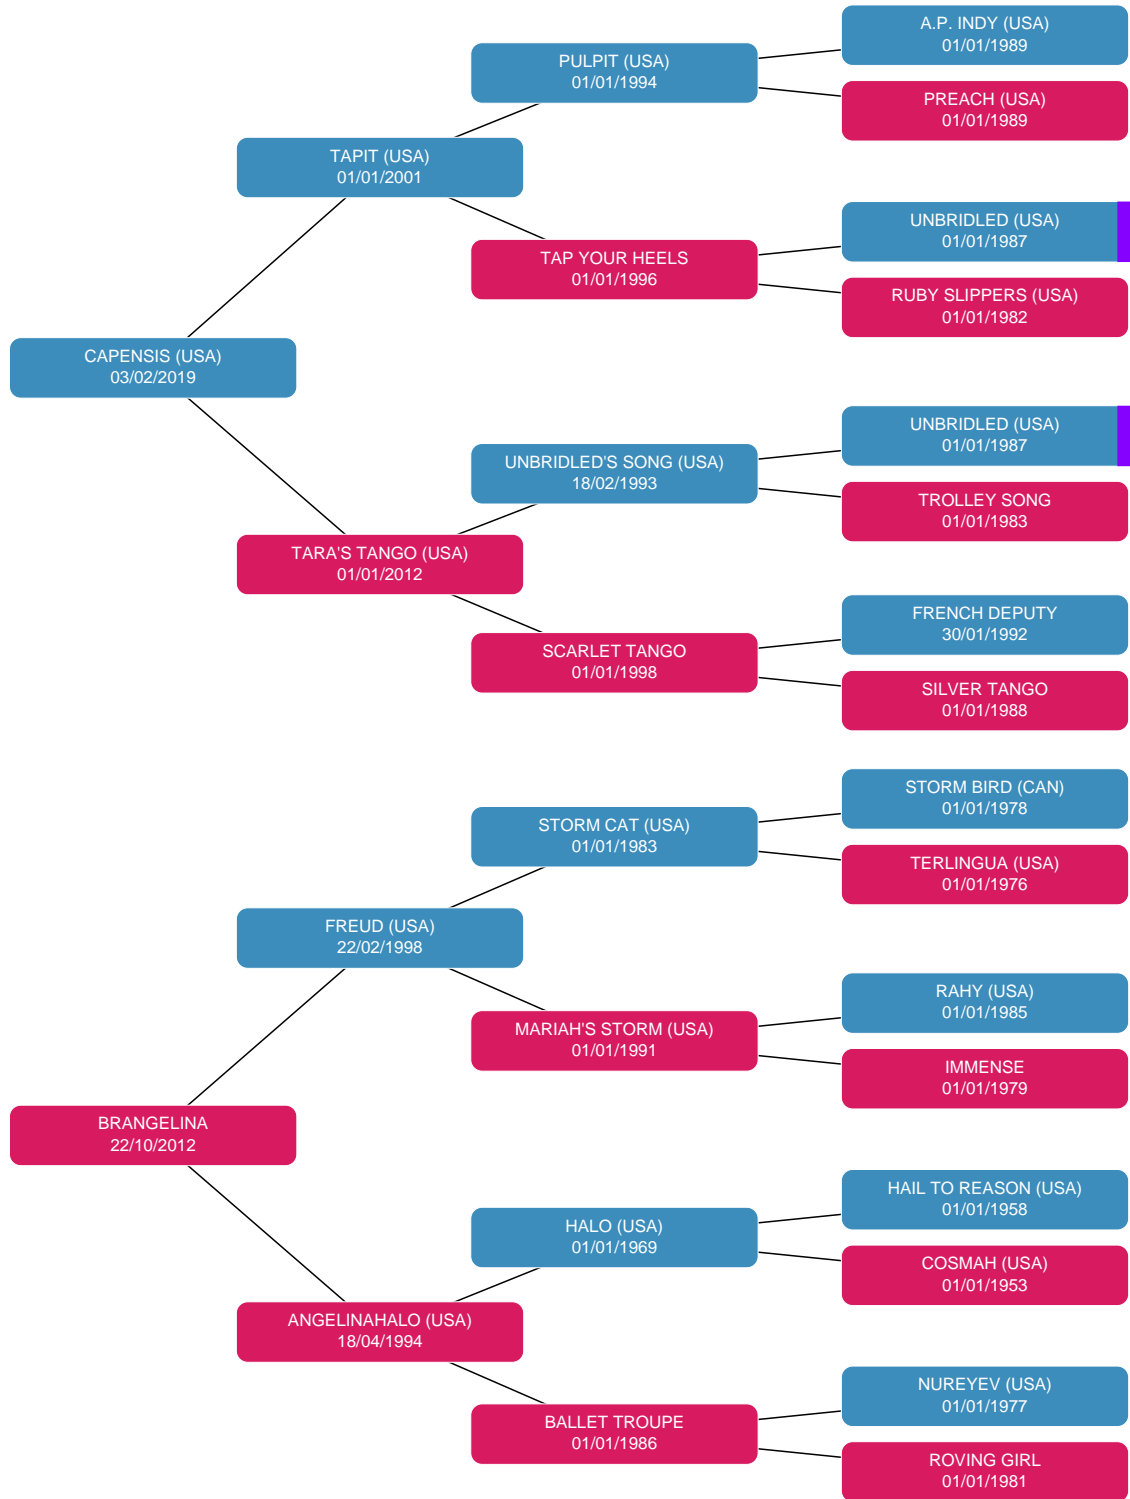 A.P. INDY (USA)
01/01/1989
PULPIT (USA)
01/01/1994
PREACH (USA)
01/01/1989
TAPIT (USA)
01/01/2001
UNBRIDLED (USA)
01/01/1987
TAP YOUR HEELS
01/01/1996
RUBY SLIPPERS (USA)
01/01/1982
CAPENSIS (USA)
03/02/2019
UNBRIDLED (USA)
01/01/1987
UNBRIDLED'S SONG (USA)
18/02/1993
TROLLEY SONG
01/01/1983
TARA'S TANGO (USA)
01/01/2012
FRENCH DEPUTY
30/01/1992
SCARLET TANGO
01/01/1998
SILVER TANGO
01/01/1988
STORM BIRD (CAN)
01/01/1978
STORM CAT (USA)
01/01/1983
TERLINGUA (USA)
01/01/1976
FREUD (USA)
22/02/1998
RAHY (USA)
01/01/1985
MARIAH'S STORM (USA)
01/01/1991
IMMENSE
01/01/1979
BRANGELINA
22/10/2012
HAIL TO REASON (USA)
01/01/1958
HALO (USA)
01/01/1969
COSMAH (USA)
01/01/1953
ANGELINAHALO (USA)
18/04/1994
NUREYEV (USA)
01/01/1977
BALLET TROUPE
01/01/1986
ROVING GIRL
01/01/1981